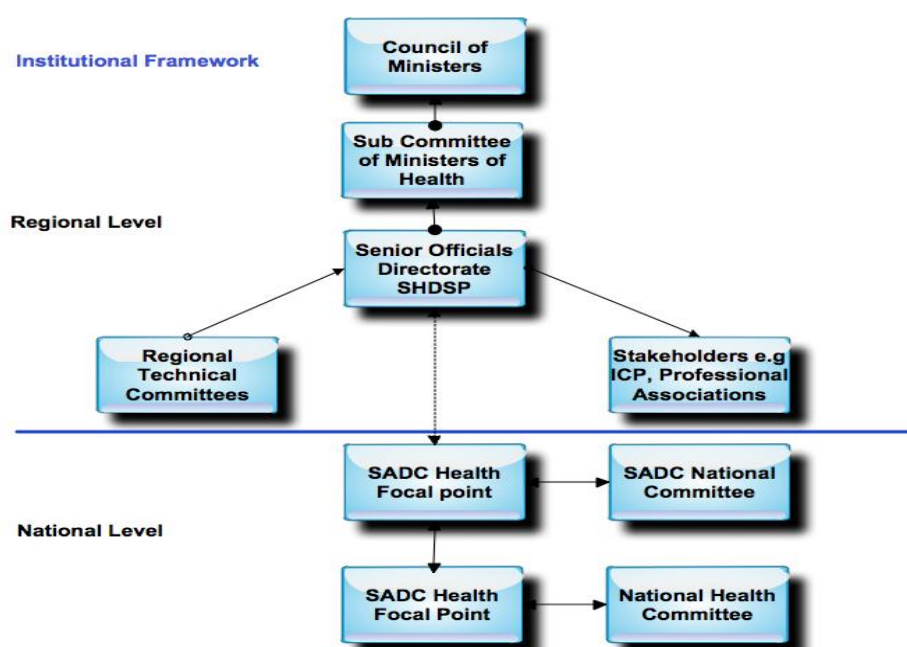 Institutional Framework
Council of
Ministers
Sub Committee
of Ministers of
Health
Regional Level
Senior Officials
Directorate
SHDSP
Regional
Technical
Committees
Stakeholders e.g
ICP, Professional
Associations
SADC Health
Focal point
SADC National
Committee
National Level
SADC Health
Focal Point
National Health
Committee